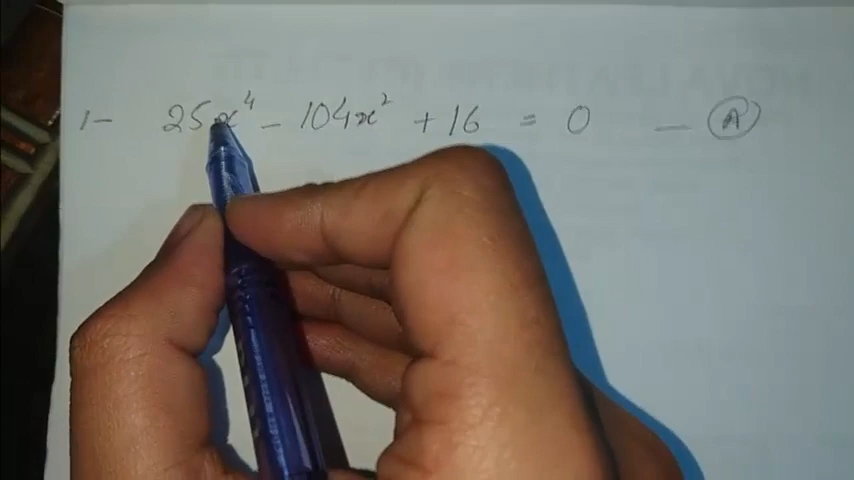 1- 25x⁴ - 104x² + 16 = 0 — Ⓐ